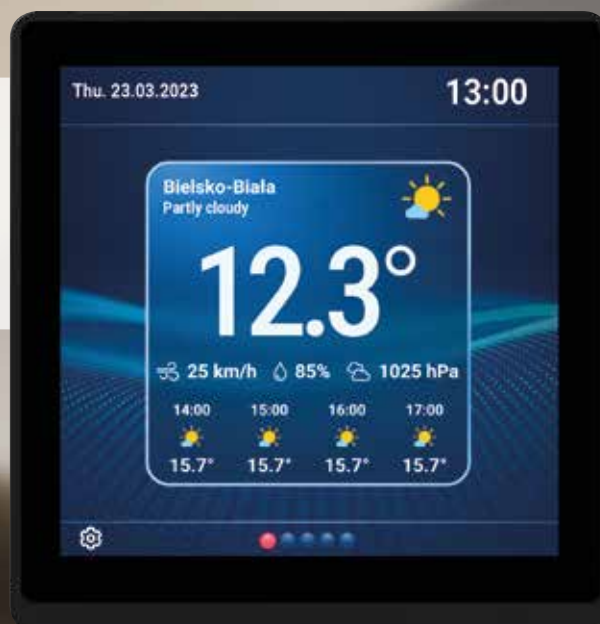 Thu. 23.03.2023
13:00
Bielsko-Biala
Partly cloudy
12.3°
25 km/h 85% 1025 hPa
14:00 15:00 16:00 17:00
15.7° 15.7° 15.7° 15.7°